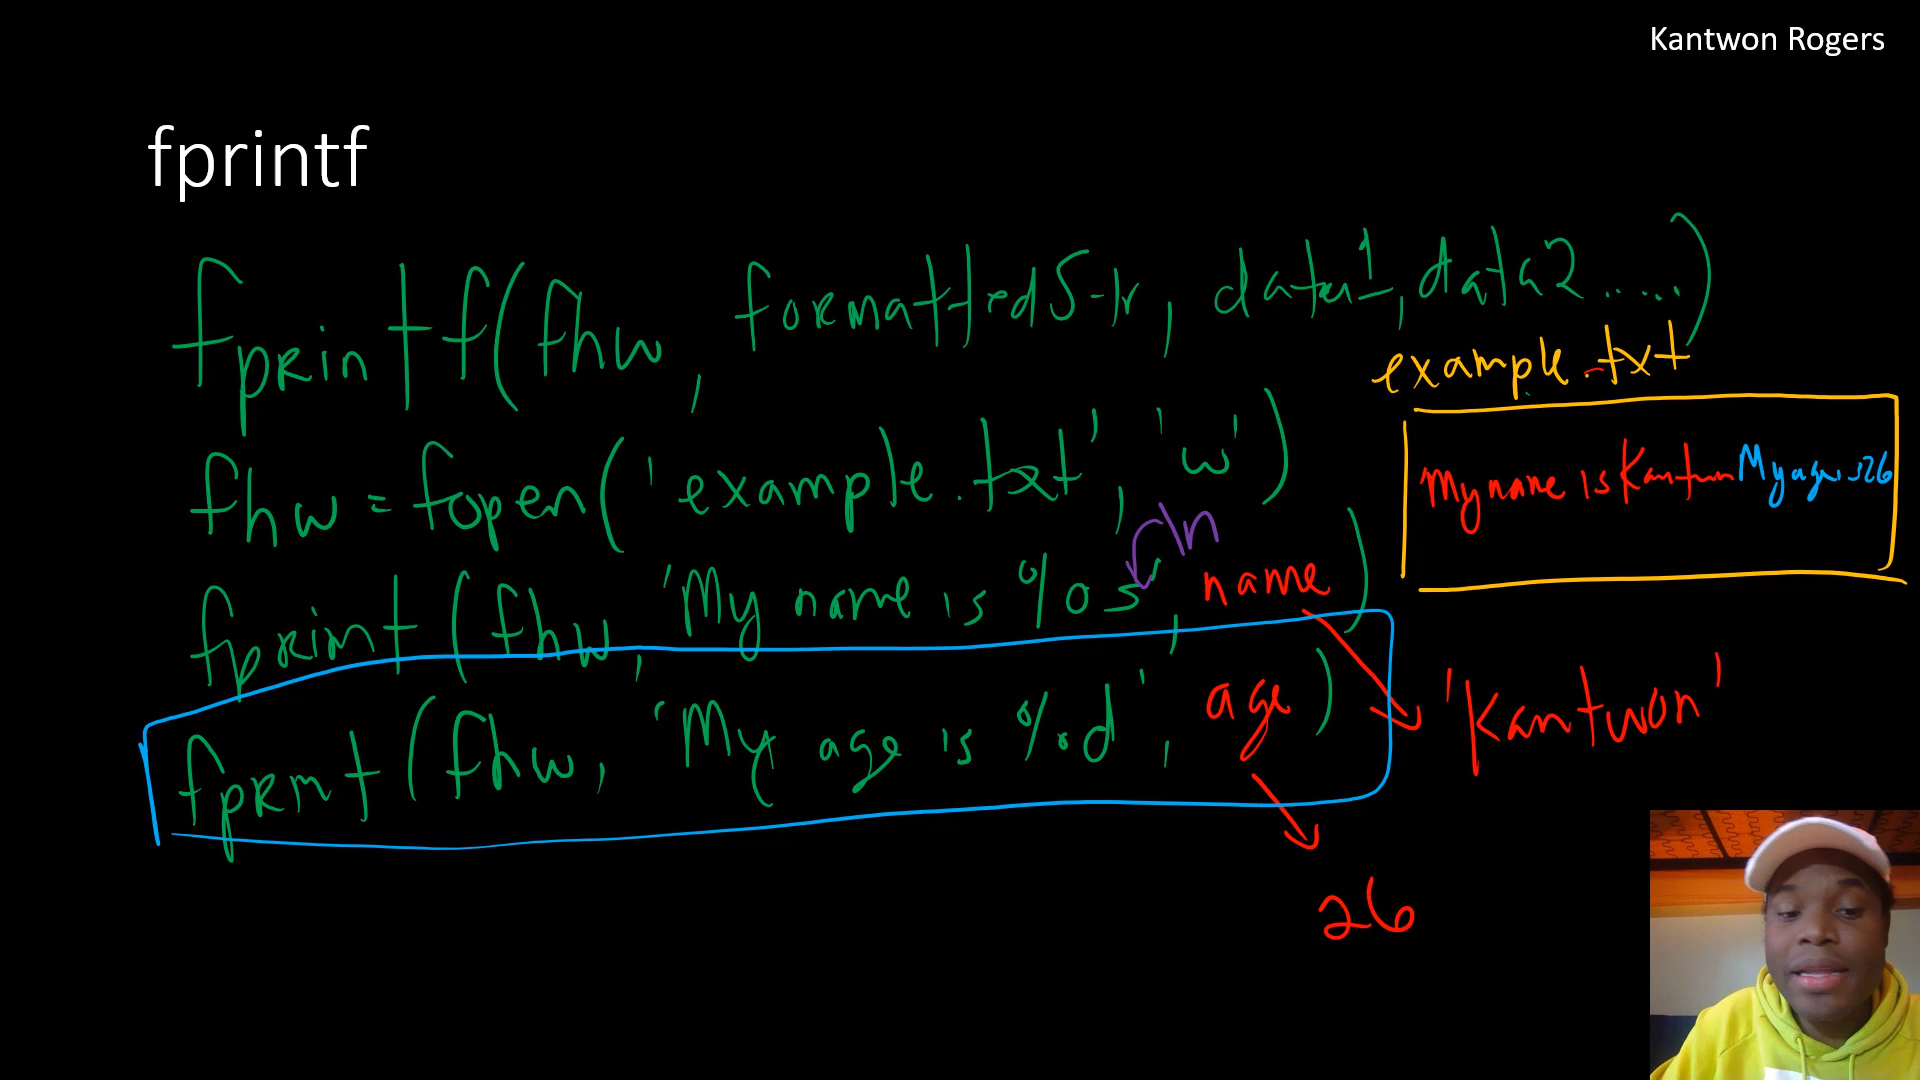 Kantwon Rogers
fprintf
fprintf(fhw, formattedStr, data1, data2.....)
example.txt
fhw = fopen('example.txt', 'w')
My name is Kantwon My age is 26
\n
fprint(fhw, 'My name is %s', name)
'Kantwon'
fprint(fhw, 'My age is %d', age)
26